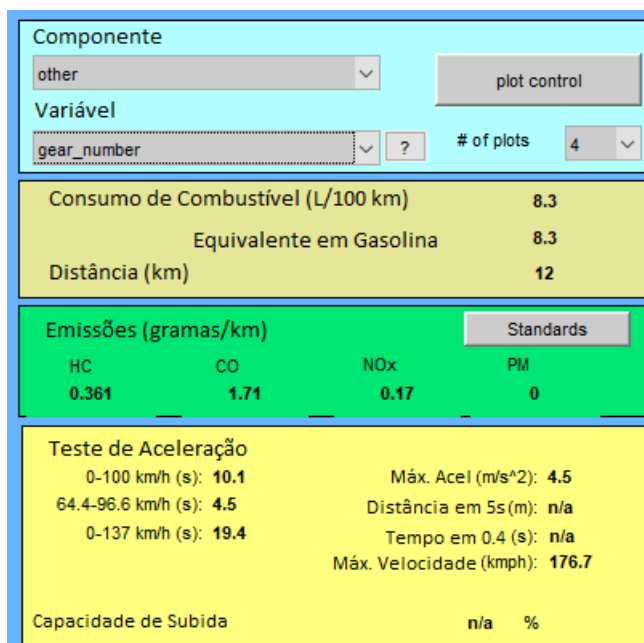 Componente
other
plot control
Variável
gear_number
?
# of plots
4
Consumo de Combustível (L/100 km) 8.3
Equivalente em Gasolina 8.3
Distância (km) 12
Emissões (gramas/km)
Standards
HC CO NOx PM
0.361 1.71 0.17 0
Teste de Aceleração
0-100 km/h (s): 10.1 Máx. Acel (m/s^2): 4.5
64.4-96.6 km/h (s): 4.5 Distância em 5s(m): n/a
0-137 km/h (s): 19.4 Tempo em 0.4 (s): n/a
Máx. Velocidade (kmph): 176.7
Capacidade de Subida n/a %